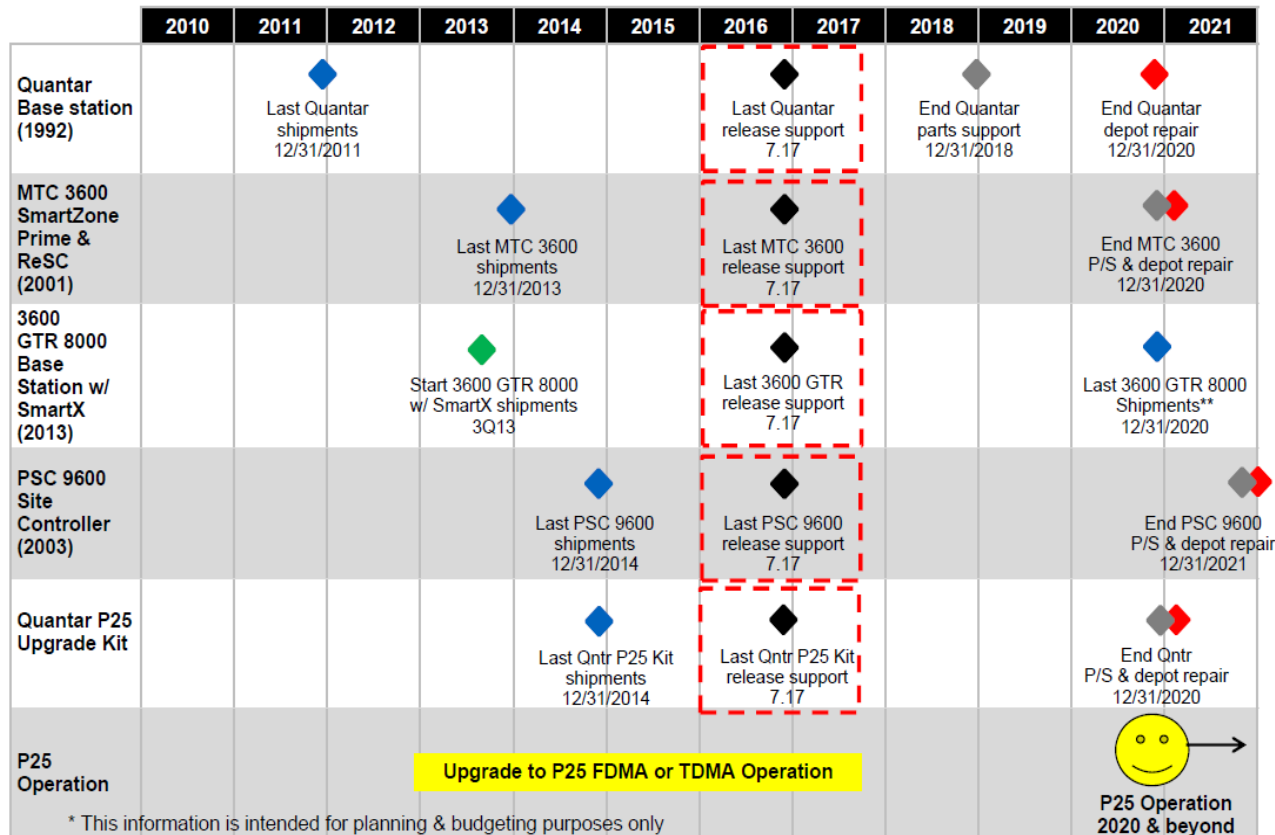 2010 2011 2012 2013 2014 2015 2016 2017 2018 2019 2020 2021
Quantar
Base station
(1992)
Last Quantar
shipments
12/31/2011
Last Quantar
release support
7.17
End Quantar
parts support
12/31/2018
End Quantar
depot repair
12/31/2020
MTC 3600
SmartZone
Prime &
ReSC
(2001)
Last MTC 3600
shipments
12/31/2013
Last MTC 3600
release support
7.17
End MTC 3600
P/S & depot repair
12/31/2020
3600
GTR 8000
Base
Station w/
SmartX
(2013)
Start 3600 GTR 8000
w/ SmartX shipments
3Q13
Last 3600 GTR
release support
7.17
Last 3600 GTR 8000
Shipments**
12/31/2020
PSC 9600
Site
Controller
(2003)
Last PSC 9600
shipments
12/31/2014
Last PSC 9600
release support
7.17
End PSC 9600
P/S & depot repair
12/31/2021
Quantar P25
Upgrade Kit
Last Qntr P25 Kit
shipments
12/31/2014
Last Qntr P25 Kit
release support
7.17
End Qntr
P/S & depot repair
12/31/2020
P25
Operation
Upgrade to P25 FDMA or TDMA Operation
P25 Operation
2020 & beyond
* This information is intended for planning & budgeting purposes only